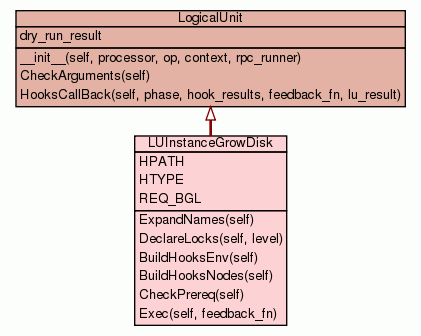 LogicalUnit
dry_run_result
__init__(self, processor, op, context, rpc_runner)
CheckArguments(self)
HooksCallBack(self, phase, hook_results, feedback_fn, lu_result)
LUInstanceGrowDisk
HPATH
HTYPE
REQ_BGL
ExpandNames(self)
DeclareLocks(self, level)
BuildHooksEnv(self)
BuildHooksNodes(self)
CheckPrereq(self)
Exec(self, feedback_fn)